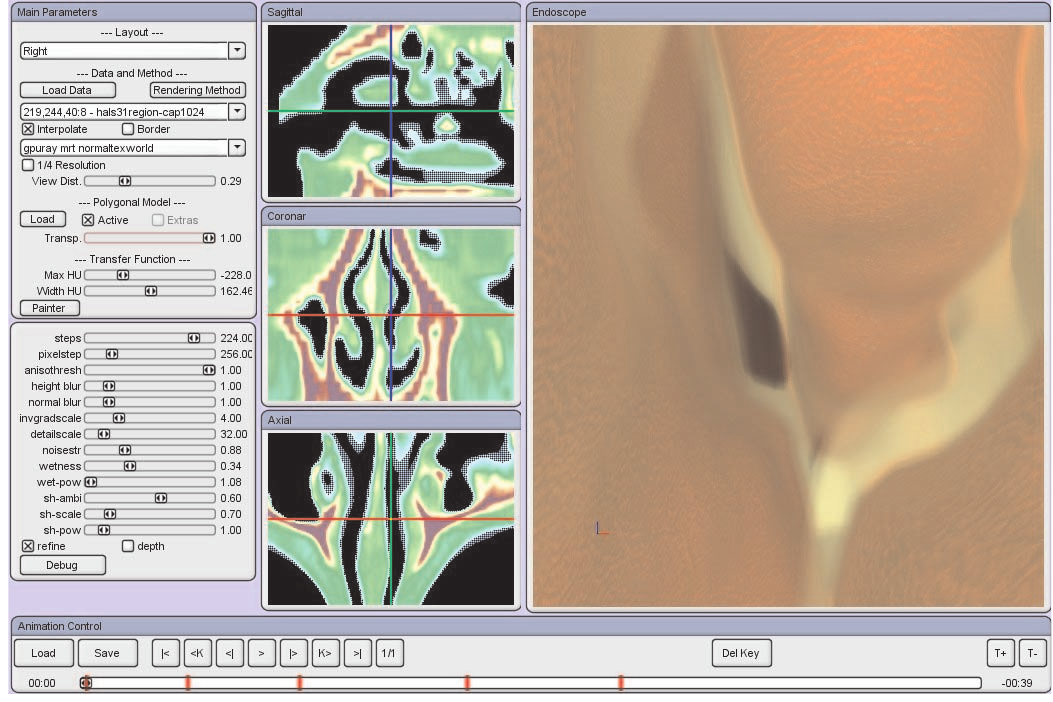 Main Parameters
--- Layout ---
Right
--- Data and Method ---
Load Data Rendering Method
219,244,40:8 - hals31region-cap1024
Interpolate Border
gpuray mrt normaltexworld
1/4 Resolution
View Dist. 0.29
--- Polygonal Model ---
Load Active Extras
Transp. 1.00
--- Transfer Function ---
Max HU -228.0
Width HU 162.46
Painter
steps 224.00
pixelstep 256.00
anisothresh 1.00
height blur 1.00
normal blur 1.00
invgradscale 4.00
detailscale 32.00
noisestr 0.88
wetness 0.34
wet-pow 1.08
sh-ambi 0.60
sh-scale 0.70
sh-pow 1.00
refine depth
Debug
Sagittal
Coronar
Axial
Endoscope
Animation Control
Load Save |< <K <| > |> K> >| 1/1 Del Key T+ T-
00:00 -00:39